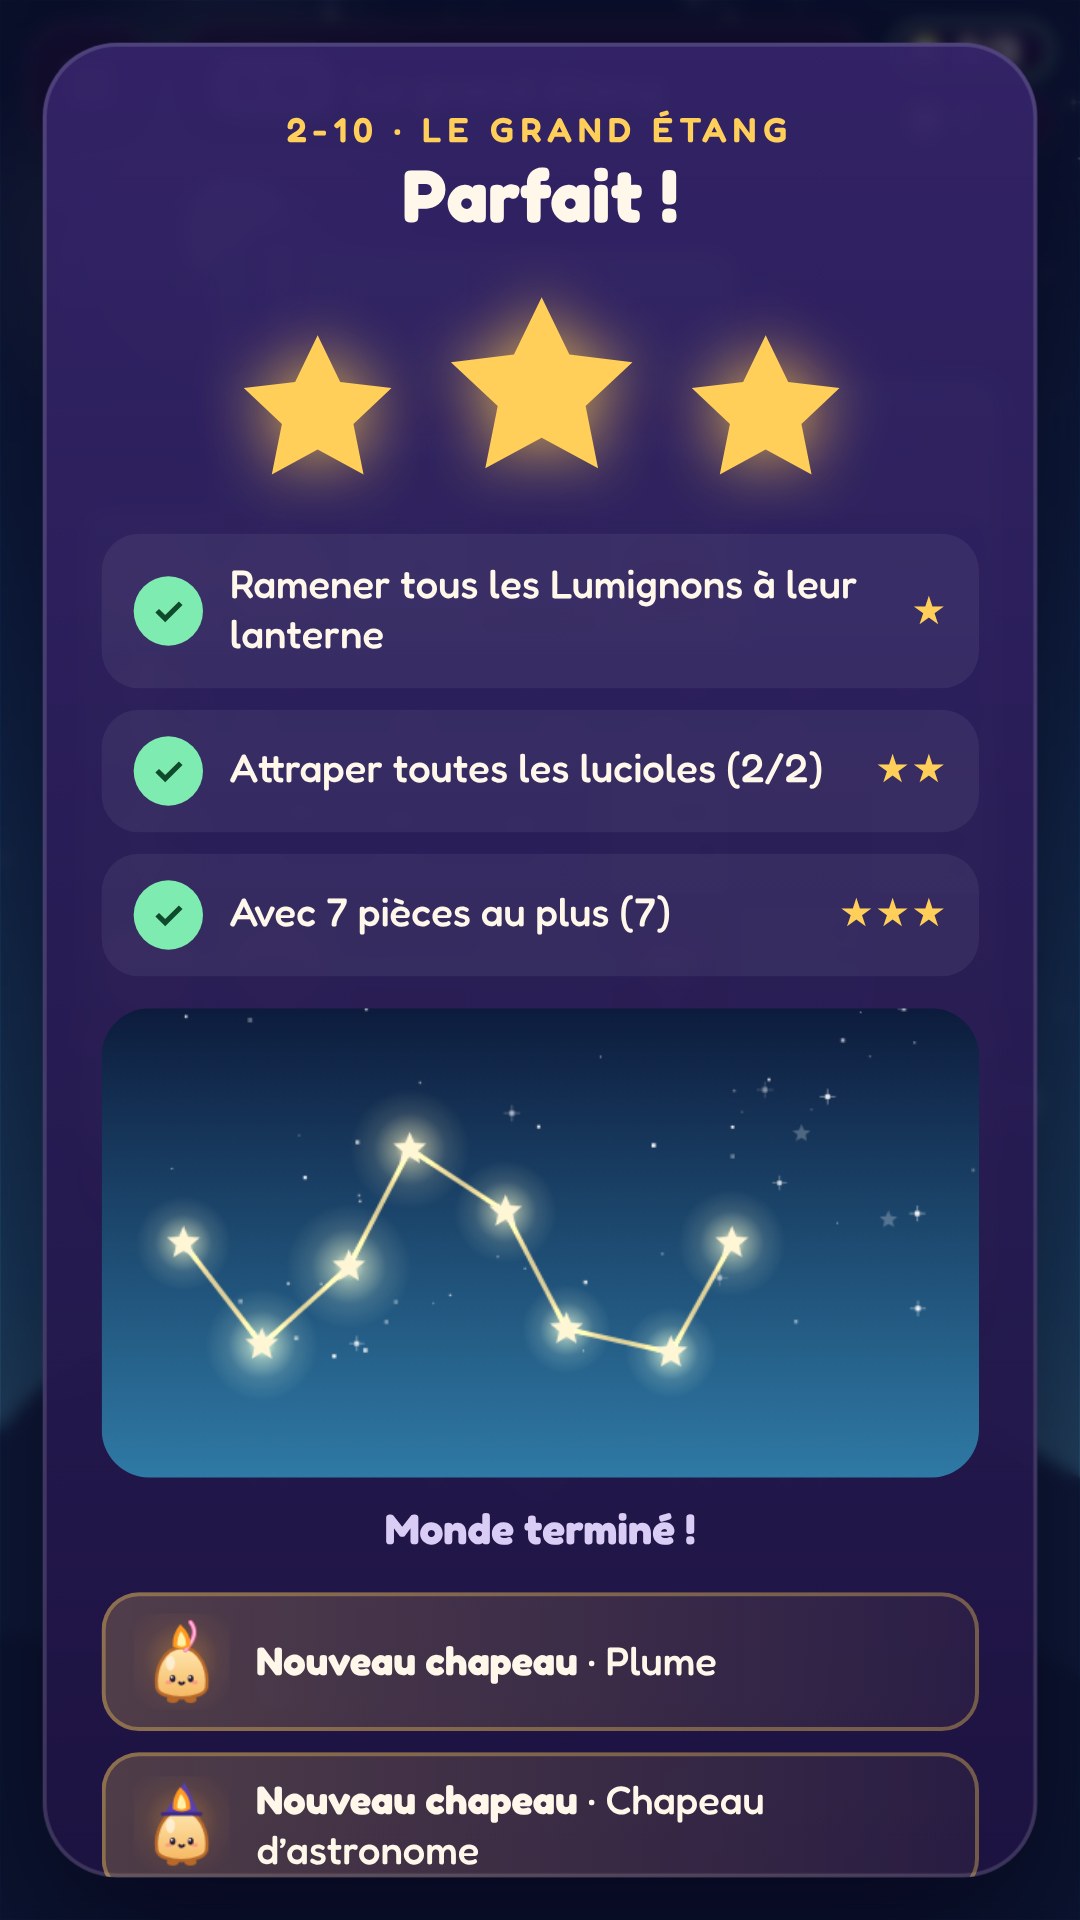 2-10 · LE GRAND ÉTANG
Parfait !
Ramener tous les Lumignons à leur
lanterne
Attraper toutes les lucioles (2/2)
Avec 7 pièces au plus (7)
Monde terminé !
Nouveau chapeau · Plume
Nouveau chapeau · Chapeau
d’astronome